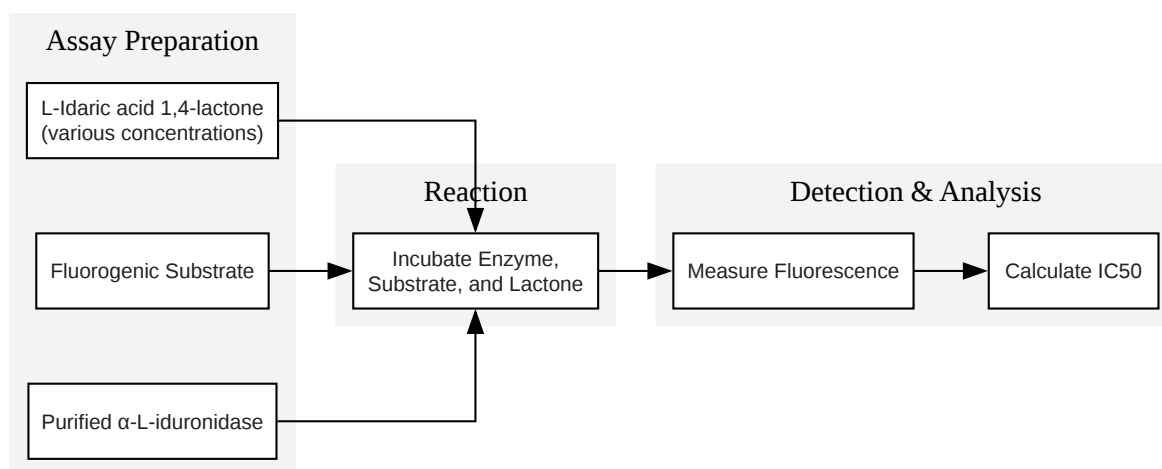 Assay Preparation
L-Idaric acid 1,4-lactone
(various concentrations)
Fluorogenic Substrate
Purified α-L-iduronidase
Reaction
Incubate Enzyme,
Substrate, and Lactone
Detection & Analysis
Measure Fluorescence
Calculate IC50